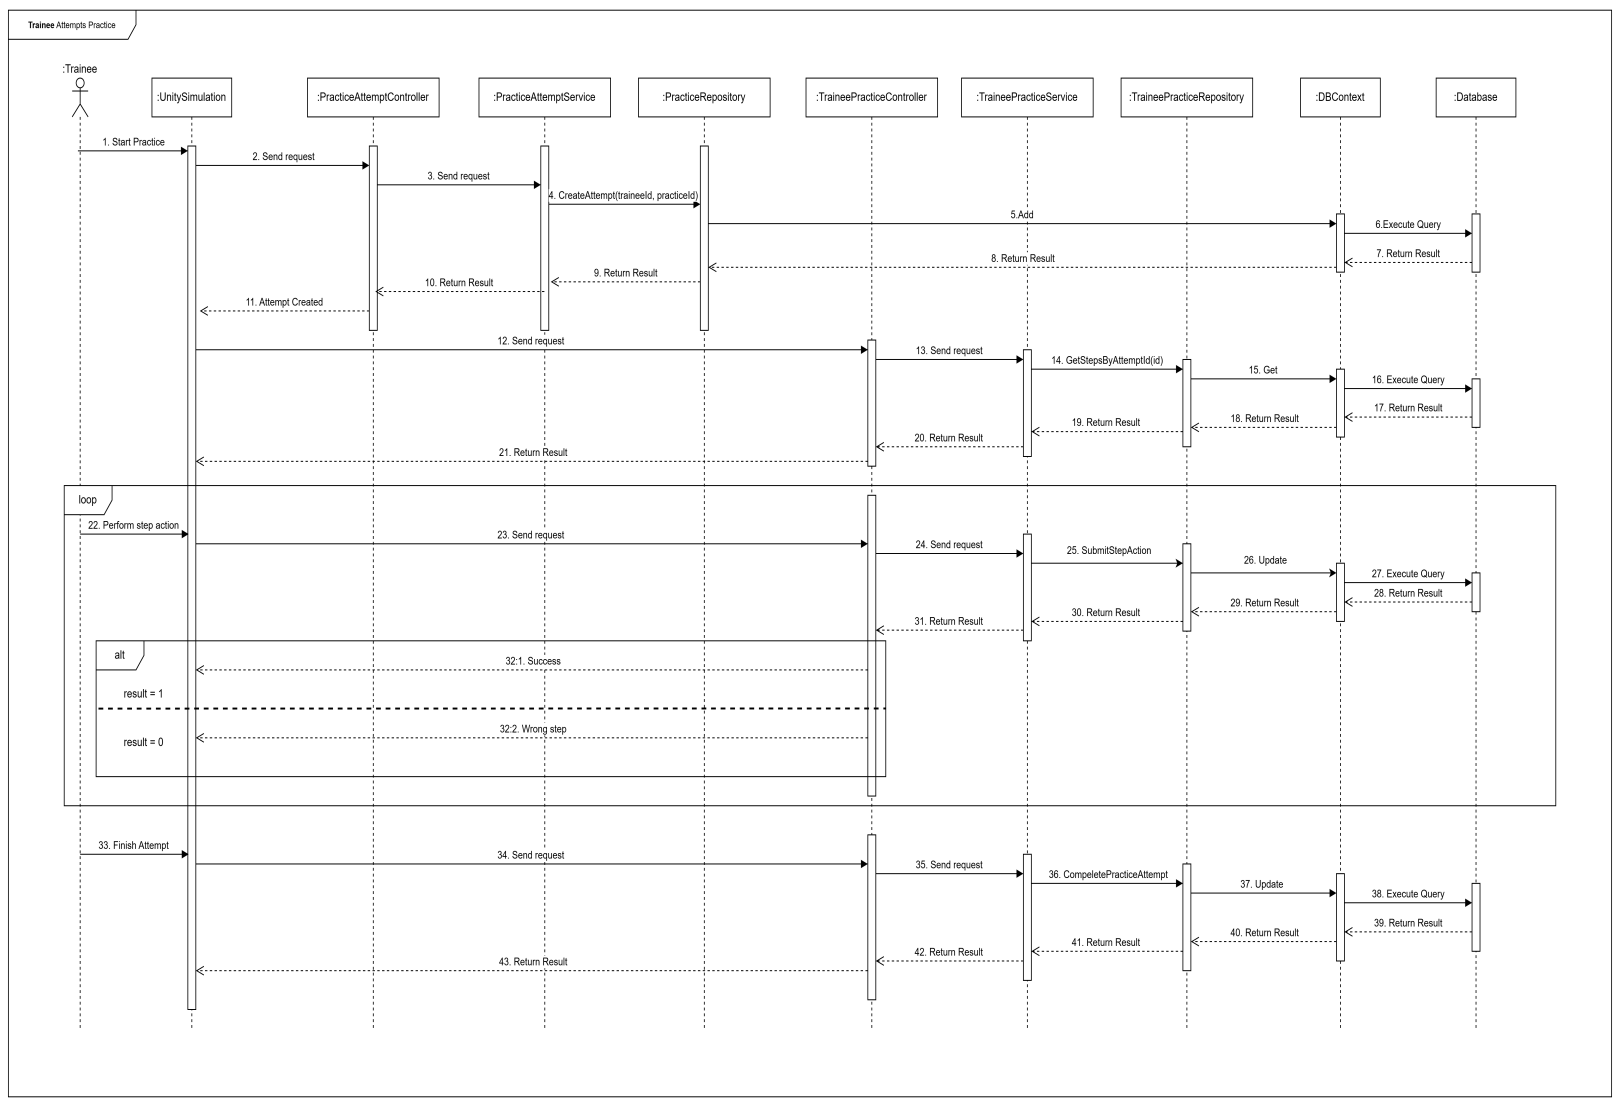 Trainee Attempts Practice
:Trainee
:UnitySimulation
:PracticeAttemptController
:PracticeAttemptService
:PracticeRepository
:TraineePracticeController
:TraineePracticeService
:TraineePracticeRepository
:DBContext
:Database
1. Start Practice
2. Send request
3. Send request
4. CreateAttempt(traineeId, practiceId)
5.Add
6.Execute Query
7. Return Result
8. Return Result
9. Return Result
10. Return Result
11. Attempt Created
12. Send request
13. Send request
14. GetStepsByAttemptId(id)
15. Get
16. Execute Query
17. Return Result
18. Return Result
19. Return Result
20. Return Result
21. Return Result
loop
22. Perform step action
23. Send request
24. Send request
25. SubmitStepAction
26. Update
27. Execute Query
28. Return Result
29. Return Result
30. Return Result
31. Return Result
alt
32:1. Success
result = 1
32:2. Wrong step
result = 0
33. Finish Attempt
34. Send request
35. Send request
36. CompeletePracticeAttempt
37. Update
38. Execute Query
39. Return Result
40. Return Result
41. Return Result
42. Return Result
43. Return Result